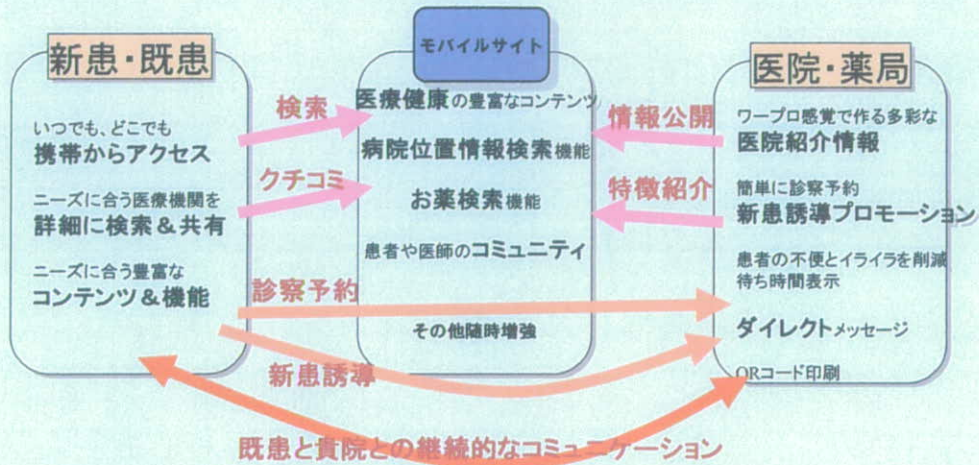 新患・既患
いつでも、どこでも
携帯からアクセス
ニーズに合う医療機関を
詳細に検索＆共有
ニーズに合う豊富な
コンテンツ＆機能
検索
クチコミ
診察予約
新患誘導
モバイルサイト
医療健康の豊富なコンテンツ
病院位置情報検索機能
お薬検索機能
患者や医師のコミュニティ
その他随時増強
情報公開
特徴紹介
医院・薬局
ワープロ感覚で作る多彩な
医院紹介情報
簡単に診察予約
新患誘導プロモーション
患者の不便とイライラを削減
待ち時間表示
ダイレクトメッセージ
QRコード印刷
既患と貴院との継続的なコミュニケーション